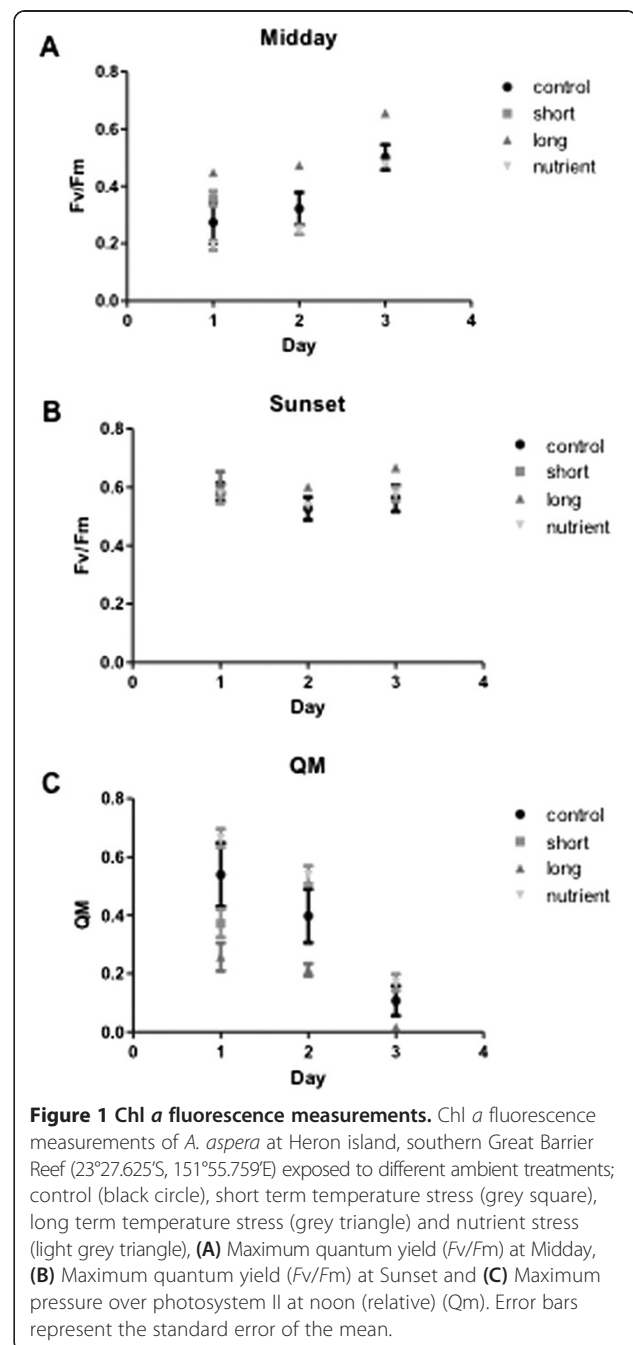 A
Midday
0.8
0.6
0.4
0.2
0.0
Fv/Fm
0 1 2 3 4
Day
control
short
long
nutrient
B
Sunset
0.8
0.6
0.4
0.2
0.0
Fv/Fm
0 1 2 3 4
Day
control
short
long
nutrient
C
QM
0.8
0.6
0.4
0.2
0.0
QM
0 1 2 3 4
Day
control
short
long
nutrient
Figure 1 Chl a fluorescence measurements. Chl a fluorescence
measurements of A. aspera at Heron island, southern Great Barrier
Reef (23°27.625′S, 151°55.759′E) exposed to different ambient treatments;
control (black circle), short term temperature stress (grey square),
long term temperature stress (grey triangle) and nutrient stress
(light grey triangle), (A) Maximum quantum yield (Fv/Fm) at Midday,
(B) Maximum quantum yield (Fv/Fm) at Sunset and (C) Maximum
pressure over photosystem II at noon (relative) (Qm). Error bars
represent the standard error of the mean.